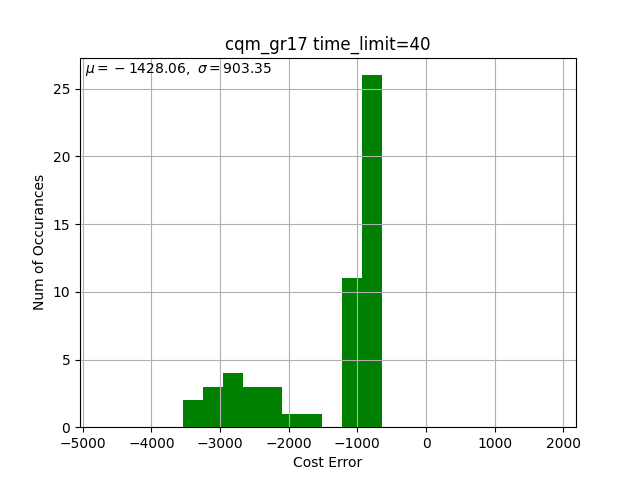 cqm_gr17 time_limit=40
μ = −1428.06, σ = 903.35
25
20
15
10
5
0
Num of Occurances
−5000 −4000 −3000 −2000 −1000 0 1000 2000
Cost Error